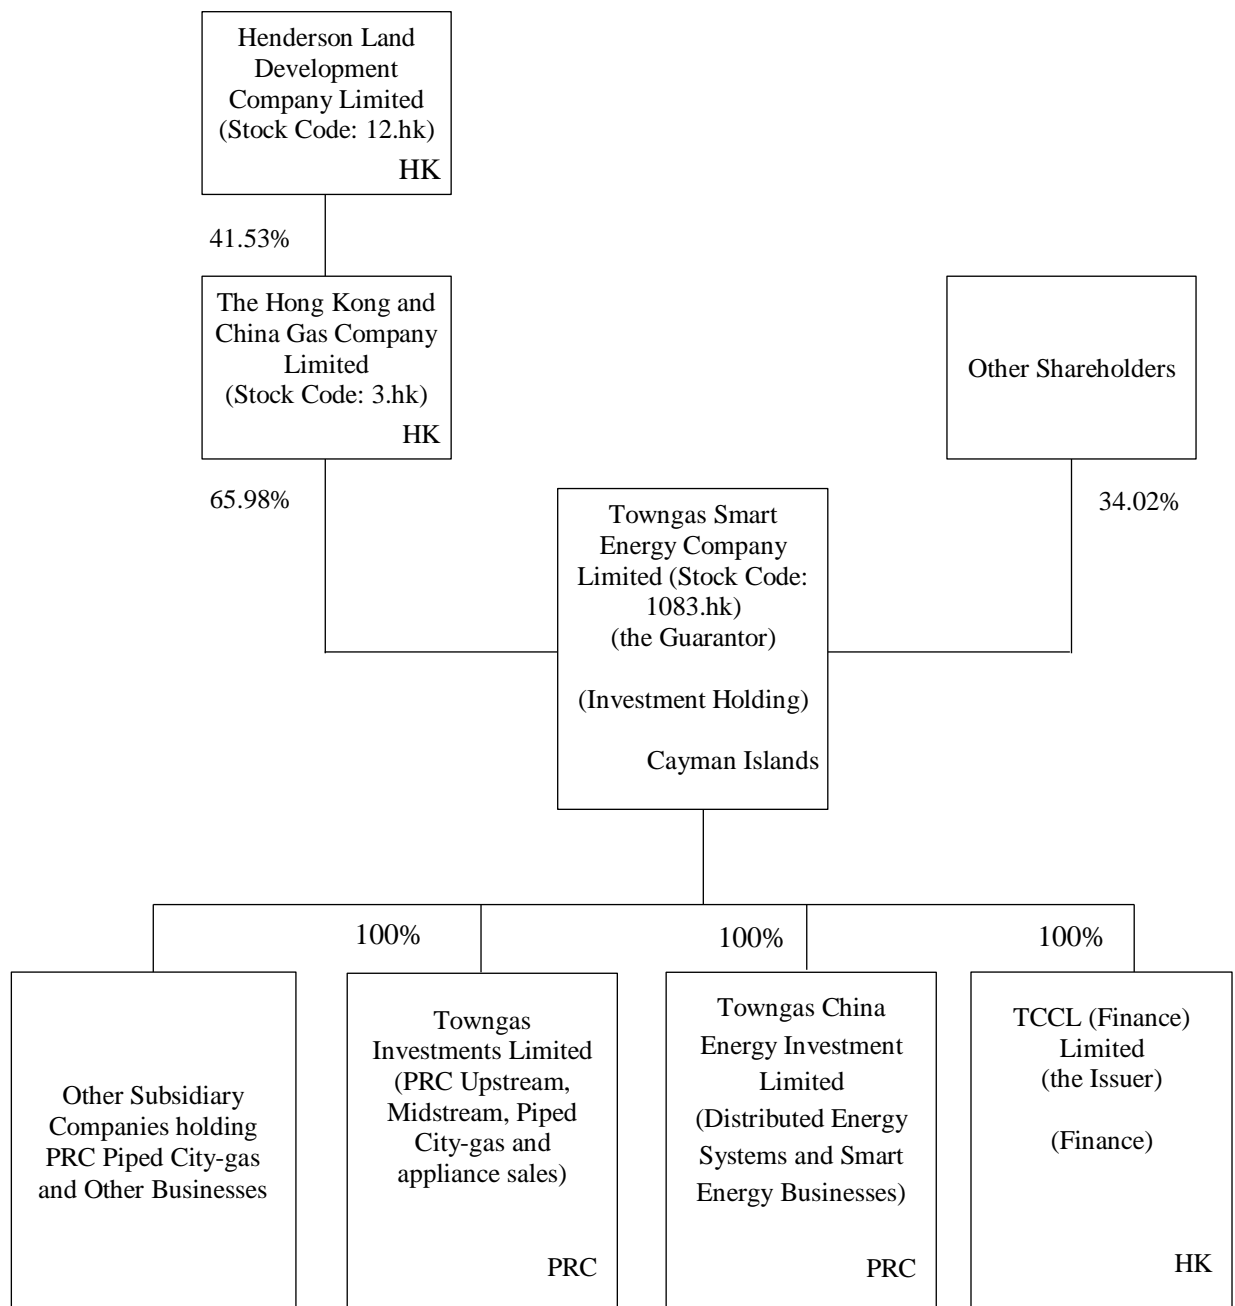 Henderson Land
Development
Company Limited
(Stock Code: 12.hk)
HK
41.53%
The Hong Kong and
China Gas Company
Limited
(Stock Code: 3.hk)
HK
Other Shareholders
65.98%
34.02%
Towngas Smart
Energy Company
Limited (Stock Code:
1083.hk)
(the Guarantor)
(Investment Holding)
Cayman Islands
100%
100%
100%
Other Subsidiary
Companies holding
PRC Piped City-gas
and Other Businesses
Towngas
Investments Limited
(PRC Upstream,
Midstream, Piped
City-gas and
appliance sales)
PRC
Towngas China
Energy Investment
Limited
(Distributed Energy
Systems and Smart
Energy Businesses)
PRC
TCCL (Finance)
Limited
(the Issuer)
(Finance)
HK